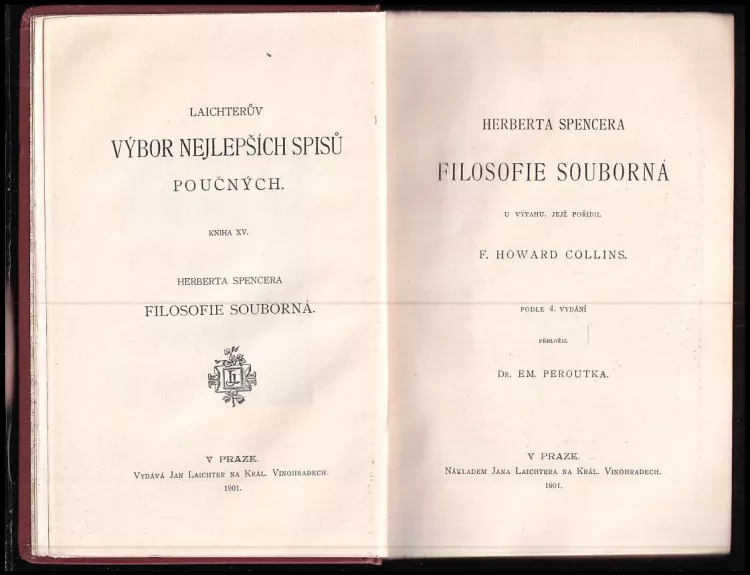 LAICHTERŮV
VÝBOR NEJLEPŠÍCH SPISŮ
POUČNÝCH.
KNIHA XV.
HERBERTA SPENCERA
FILOSOFIE SOUBORNÁ.
JL
V PRAZE.
VYDÁVÁ JAN LAICHTER NA KRÁL. VINOHRADECH.
1901.
HERBERTA SPENCERA
FILOSOFIE SOUBORNÁ
U VÝTAHU, JEJŽ POŘÍDIL
F. HOWARD COLLINS.
PODLE 4. VYDÁNÍ
PŘELOŽIL
DR. EM. PEROUTKA.
V PRAZE.
NÁKLADEM JANA LAICHTERA NA KRÁL. VINOHRADECH.
1901.